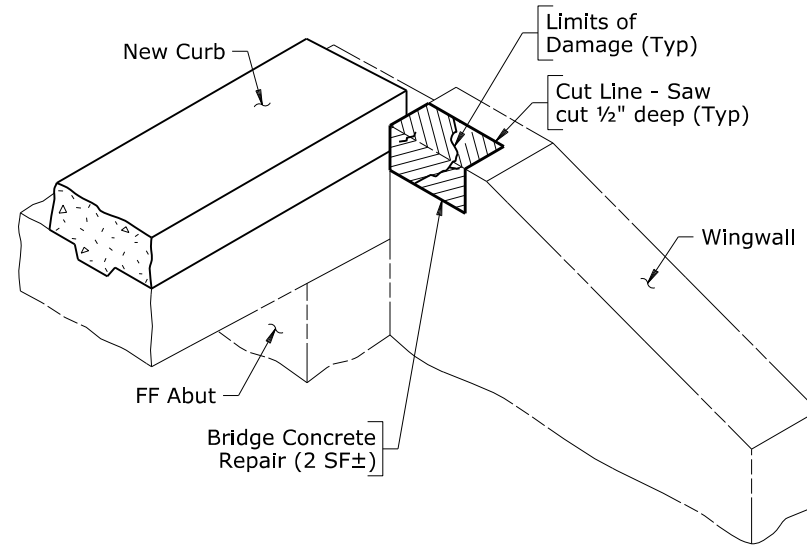 Limits of
Damage (Typ)
New Curb
Cut Line - Saw
cut ½" deep (Typ)
Wingwall
FF Abut
Bridge Concrete
Repair (2 SF±)